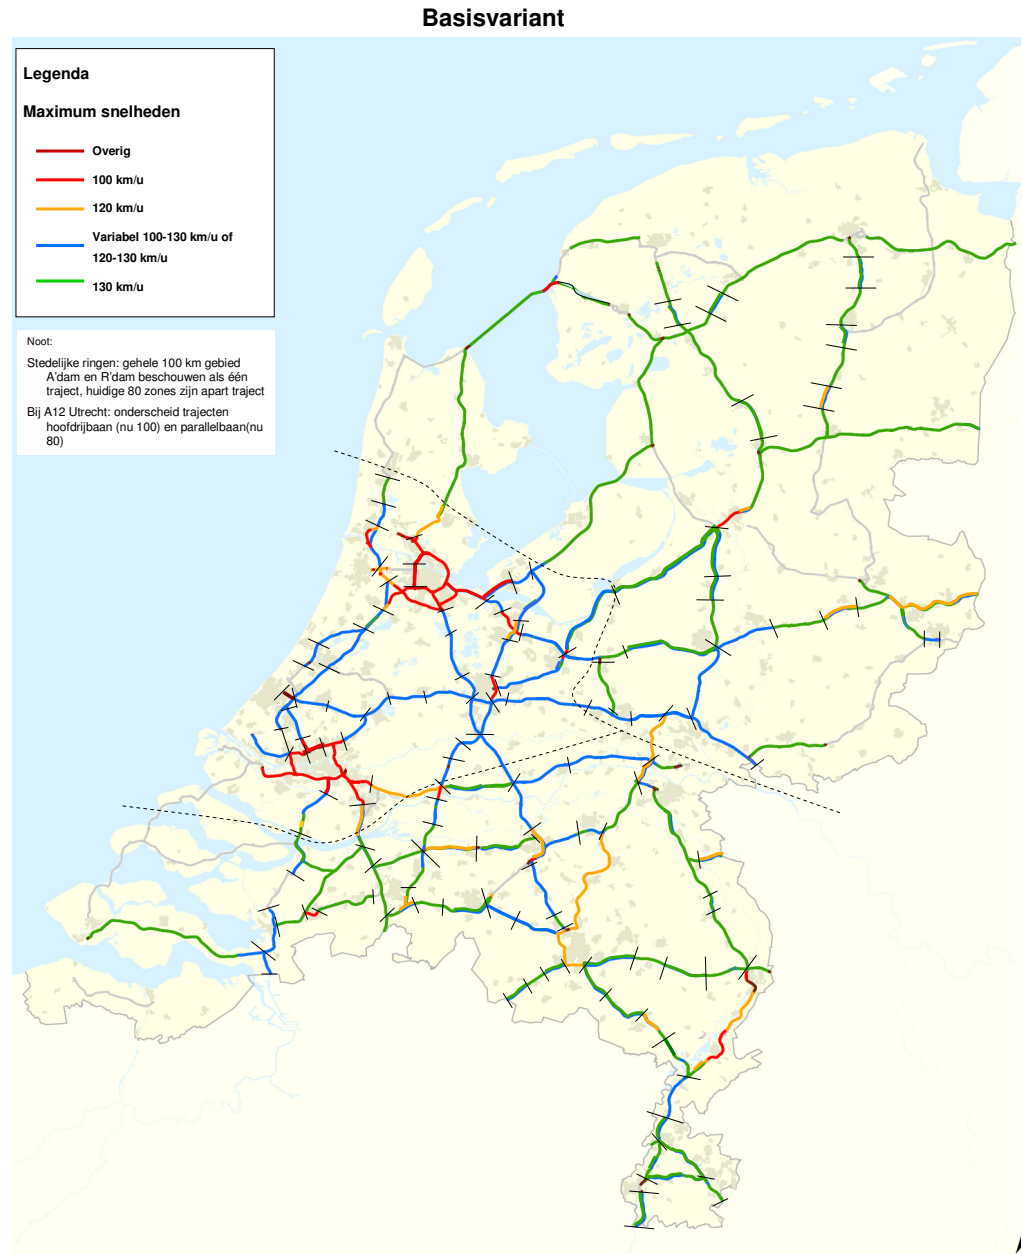 Basisvariant
Legenda
Maximum snelheden
Overig
100 km/u
120 km/u
Variabel 100-130 km/u of
120-130 km/u
130 km/u
Noot:
Stedelijke ringen: gehele 100 km gebied
A'dam en R'dam beschouwen als één
traject, huidige 80 zones zijn apart traject
Bij A12 Utrecht: onderscheid trajecten
hoofdrijbaan (nu 100) en parallelbaan(nu
80)